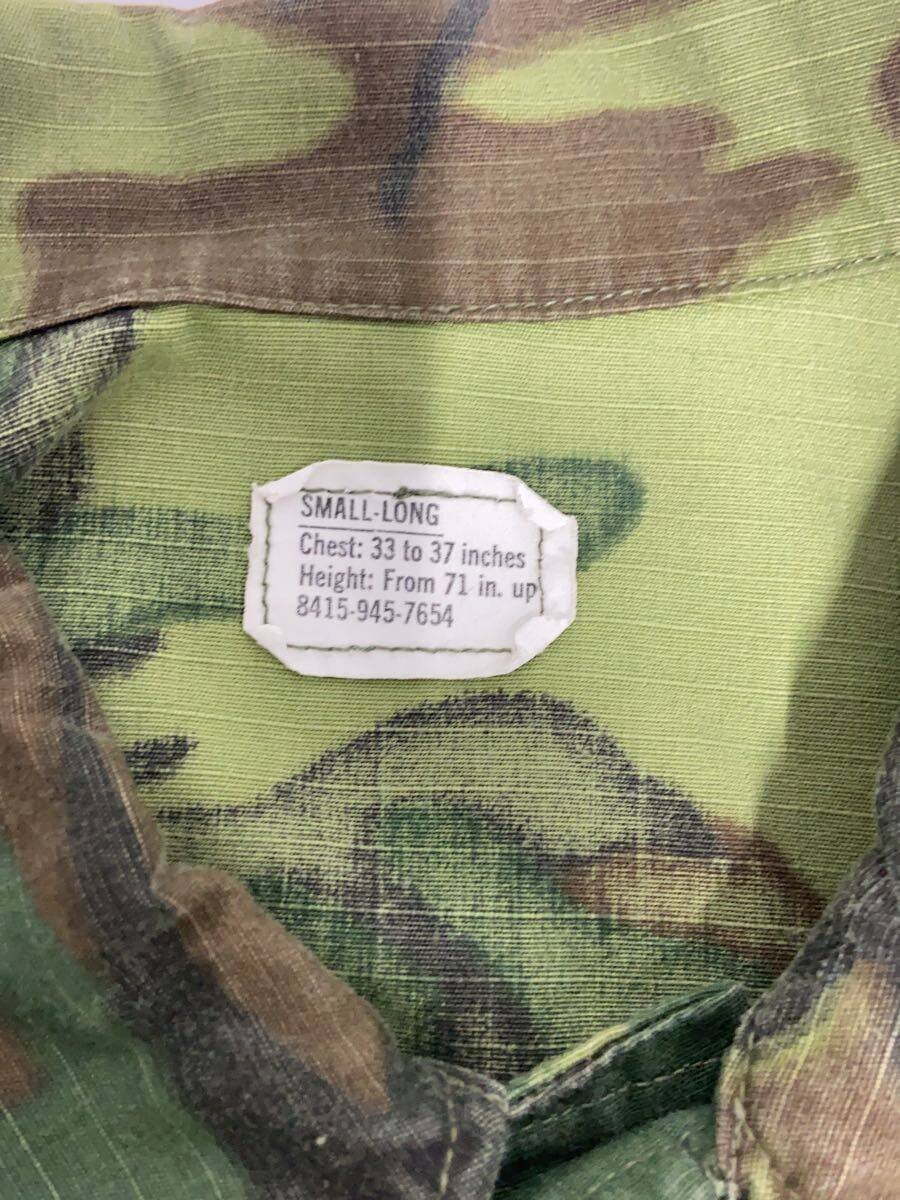 SMALL-LONG
Chest: 33 to 37 inches
Height: From 71 in. up
8415-945-7654